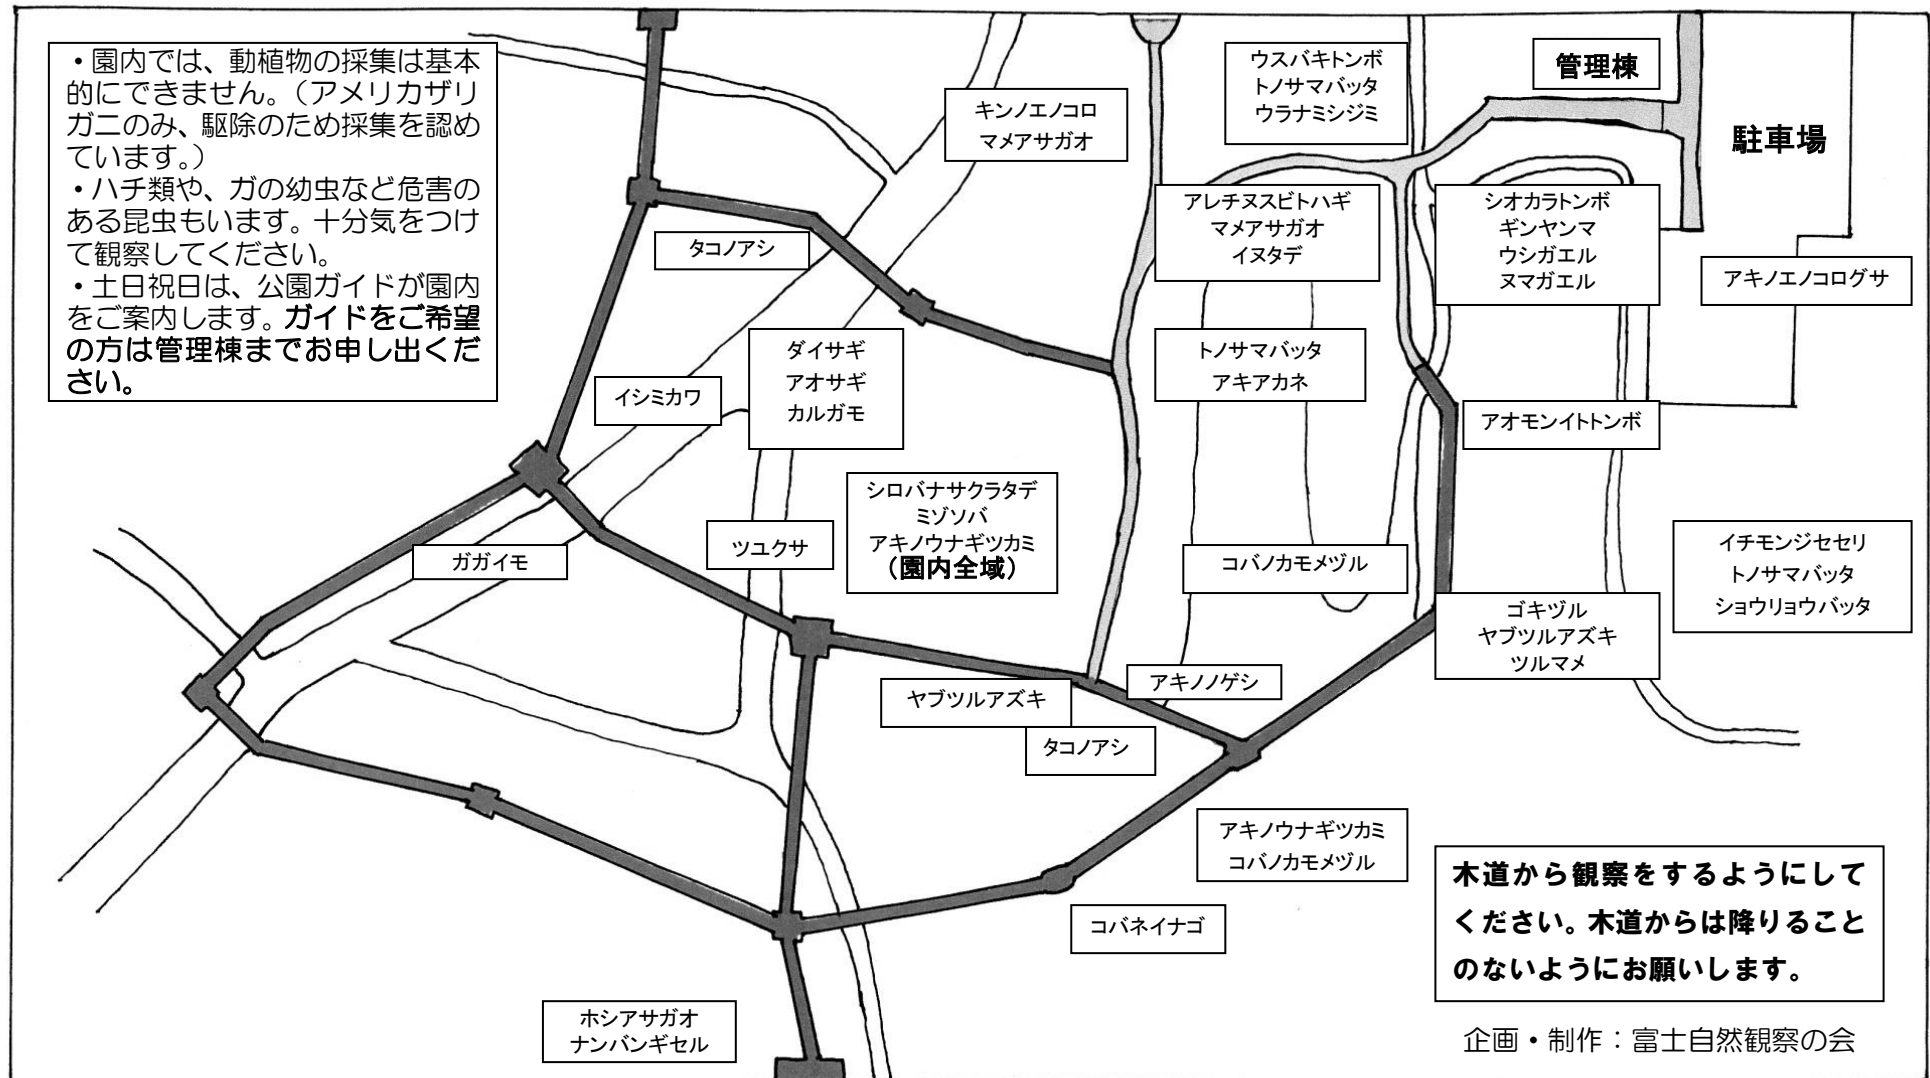 ・園内では、動植物の採集は基本
的にできません。（アメリカザリ
ガニのみ、駆除のため採集を認め
ています。）
・ハチ類や、ガの幼虫など危害の
ある昆虫もいます。十分気をつけ
て観察してください。
・土日祝日は、公園ガイドが園内
をご案内します。ガイドをご希望
の方は管理棟までお申し出くだ
さい。
キンノエノコロ
マメアサガオ
ウスバキトンボ
トノサマバッタ
ウラナミシジミ
管理棟
駐車場
タコノアシ
アレチヌスビトハギ
マメアサガオ
イヌタデ
シオカラトンボ
ギンヤンマ
ウシガエル
ヌマガエル
アキノエノコログサ
イシミカワ
ダイサギ
アオサギ
カルガモ
トノサマバッタ
アキアカネ
アオモンイトトンボ
ガガイモ
ツユクサ
シロバナサクラタデ
ミゾソバ
アキノウナギツカミ
（園内全域）
コバノカモメヅル
イチモンジセセリ
トノサマバッタ
ショウリョウバッタ
ゴキヅル
ヤブツルアズキ
ツルマメ
ヤブツルアズキ
アキノノゲシ
タコノアシ
アキノウナギツカミ
コバノカモメヅル
コバネイナゴ
木道から観察をするようにして
ください。木道からは降りること
のないようにお願いします。
ホシアサガオ
ナンバンギセル
企画・制作：富士自然観察の会